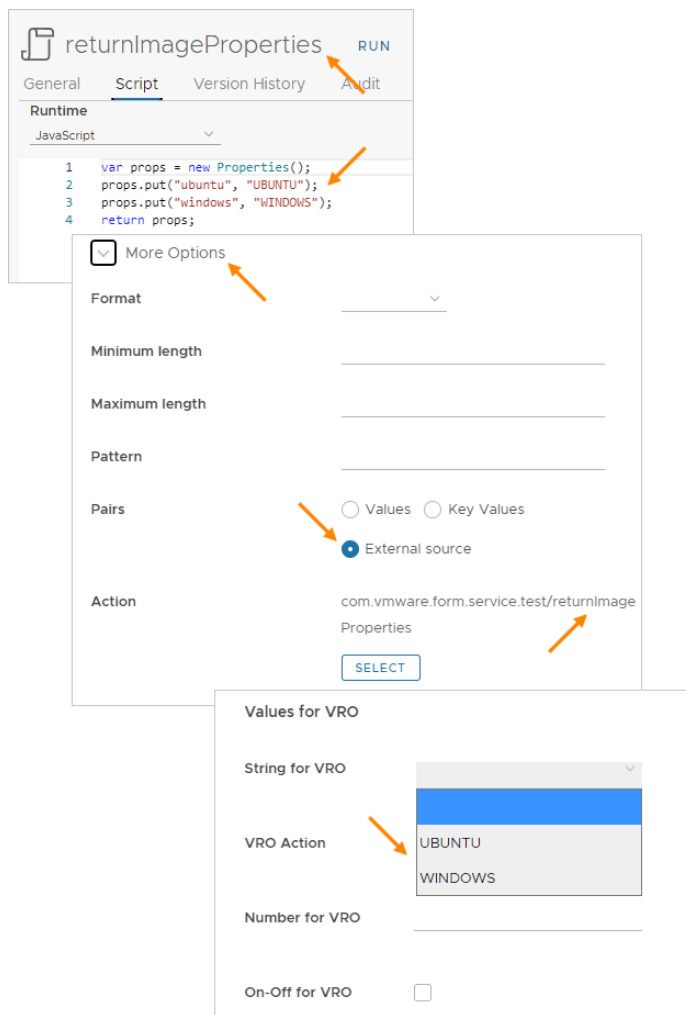 returnImageProperties RUN
General Script Version History Audit
Runtime
JavaScript
1 var props = new Properties();
2 props.put("ubuntu", "UBUNTU");
3 props.put("windows", "WINDOWS");
4 return props;
More Options
Format
Minimum length
Maximum length
Pattern
Pairs Values Key Values
External source
Action com.vmware.form.service.test/returnImage
Properties
SELECT
Values for VRO
String for VRO
VRO Action UBUNTU
WINDOWS
Number for VRO
On-Off for VRO